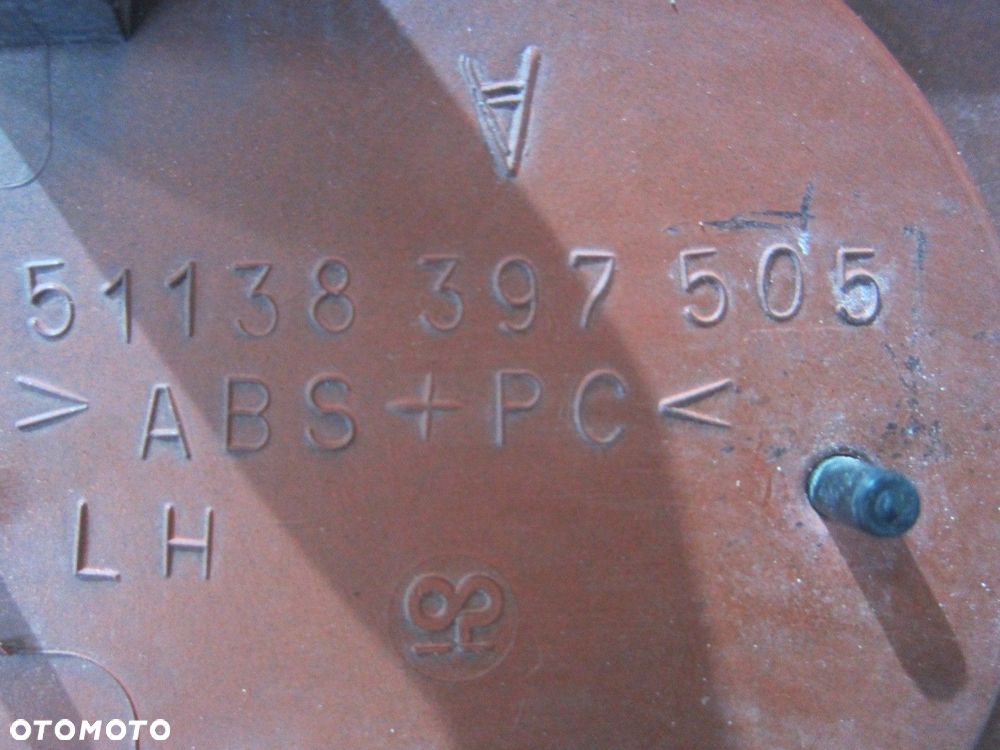 A
51138 397 505
>ABS+PC<
LH
OTOMOTO